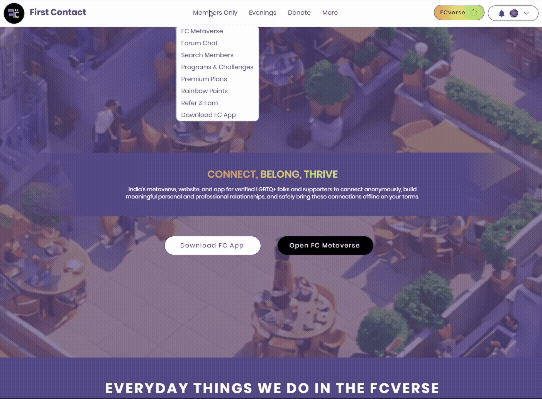 First Contact
Members Only
Evenings
Donate
More
FCverse
FC Metaverse
Forum Chat
Search Members
Programs & Challenges
Premium Plans
Rainbow Points
Refer & Earn
Download FC App
CONNECT, BELONG, THRIVE
India's metaverse, website, and app for verified LGBTQ+ folks and supporters to connect anonymously, build
meaningful personal and professional relationships, and safely bring these connections offline on your terms.
Download FC App
Open FC Metaverse
EVERYDAY THINGS WE DO IN THE FCVERSE